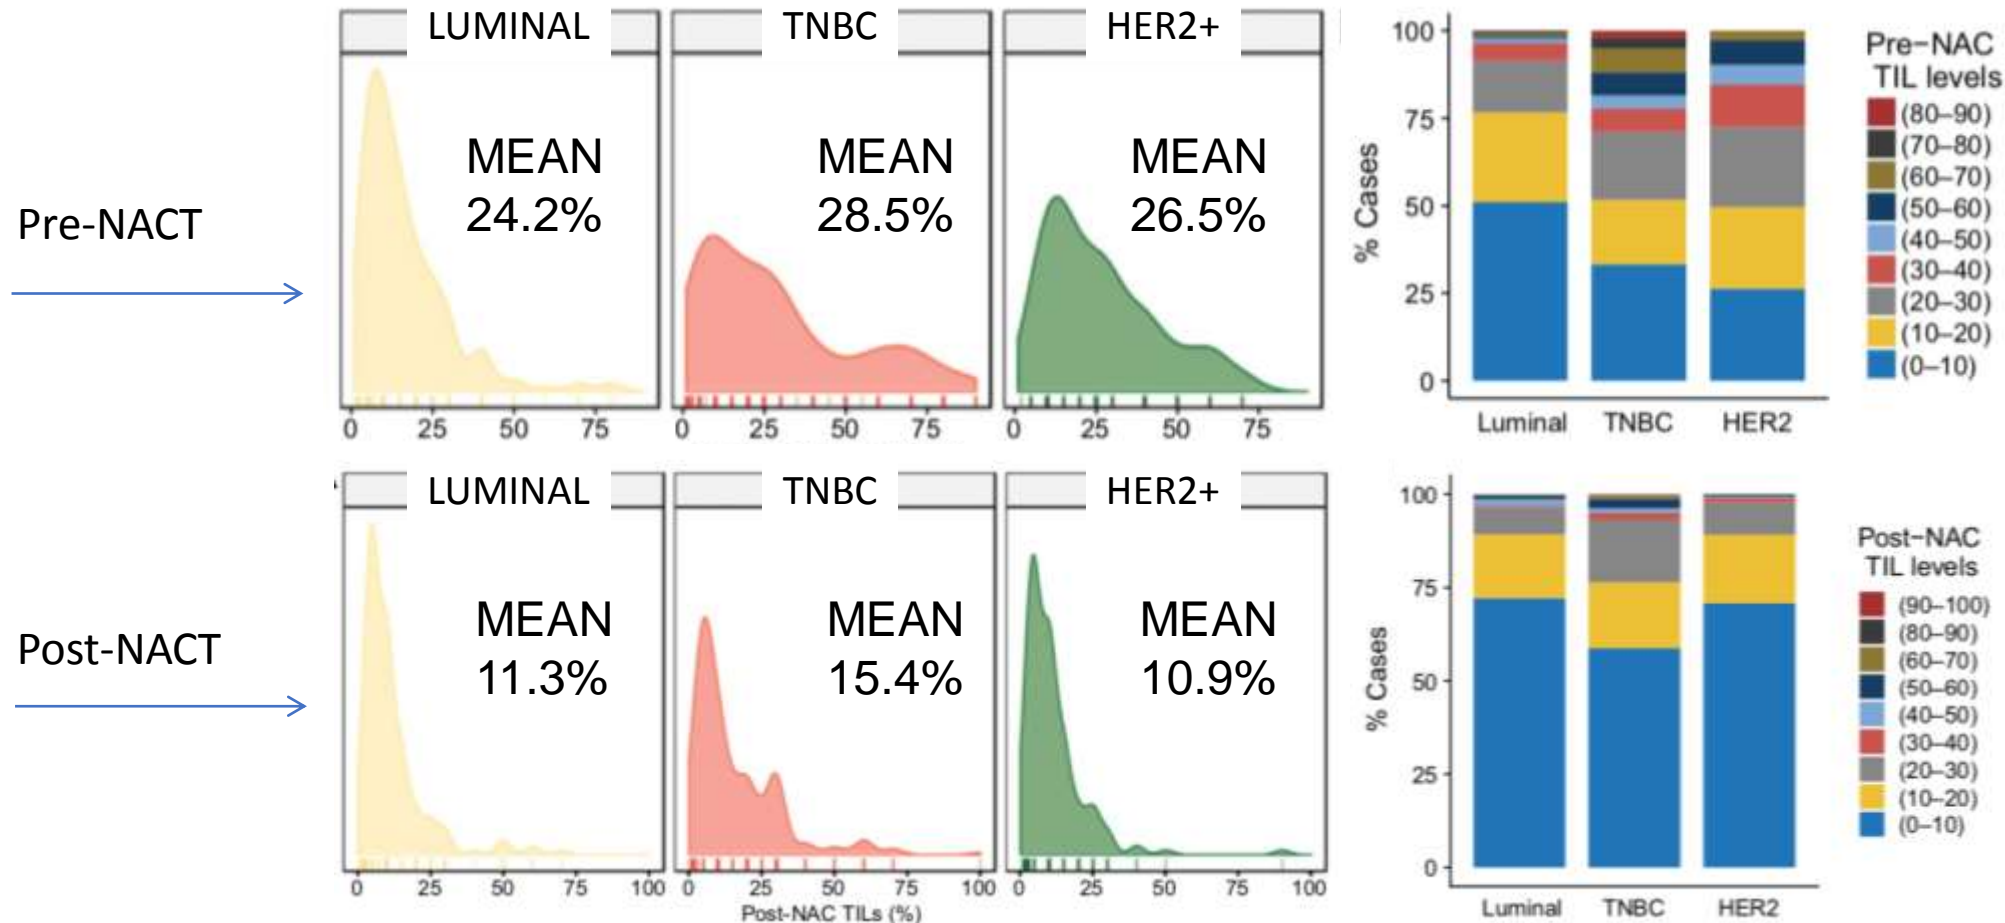 Pre-NACT
LUMINAL
TNBC
HER2+
MEAN
24.2%
MEAN
28.5%
MEAN
26.5%
0 25 50 75
0 25 50 75
0 25 50 75
% Cases
100
75
50
25
0
Luminal TNBC HER2
Pre−NAC
TIL levels
(80–90)
(70–80)
(60–70)
(50–60)
(40–50)
(30–40)
(20–30)
(10–20)
(0–10)
Post-NACT
LUMINAL
TNBC
HER2+
MEAN
11.3%
MEAN
15.4%
MEAN
10.9%
0 25 50 75 100
0 25 50 75 100
0 25 50 75 100
Post-NAC TILs (%)
% Cases
100
75
50
25
0
Luminal TNBC HER2
Post−NAC
TIL levels
(90–100)
(80–90)
(60–70)
(50–60)
(40–50)
(30–40)
(20–30)
(10–20)
(0–10)